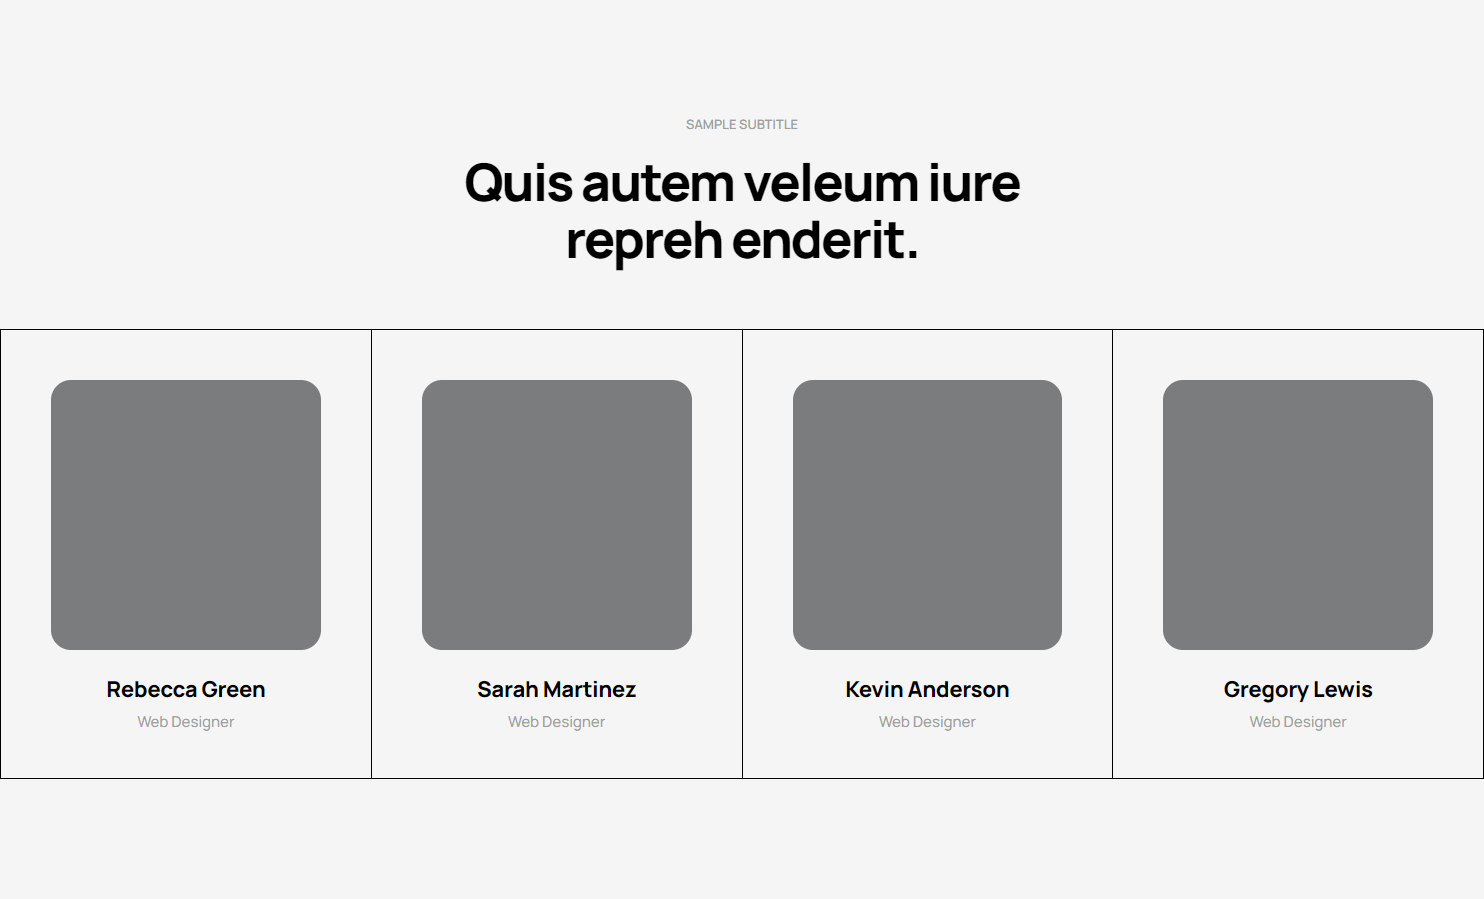 SAMPLE SUBTITLE
Quis autem veleum iure
repreh enderit.
Rebecca Green
Web Designer
Sarah Martinez
Web Designer
Kevin Anderson
Web Designer
Gregory Lewis
Web Designer